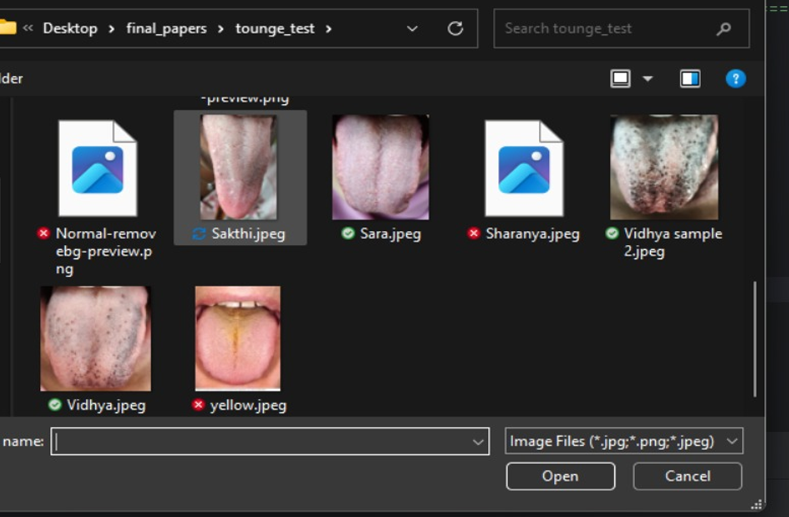 Desktop > final_papers > tounge_test >
Search tounge_test
lder
-preview.png
Normal-remov
ebg-preview.p
ng
Sakthi.jpeg
Sara.jpeg
Sharanya.jpeg
Vidhya sample
2.jpeg
Vidhya.jpeg
yellow.jpeg
name:
Image Files (*.jpg;*.png;*.jpeg)
Open
Cancel